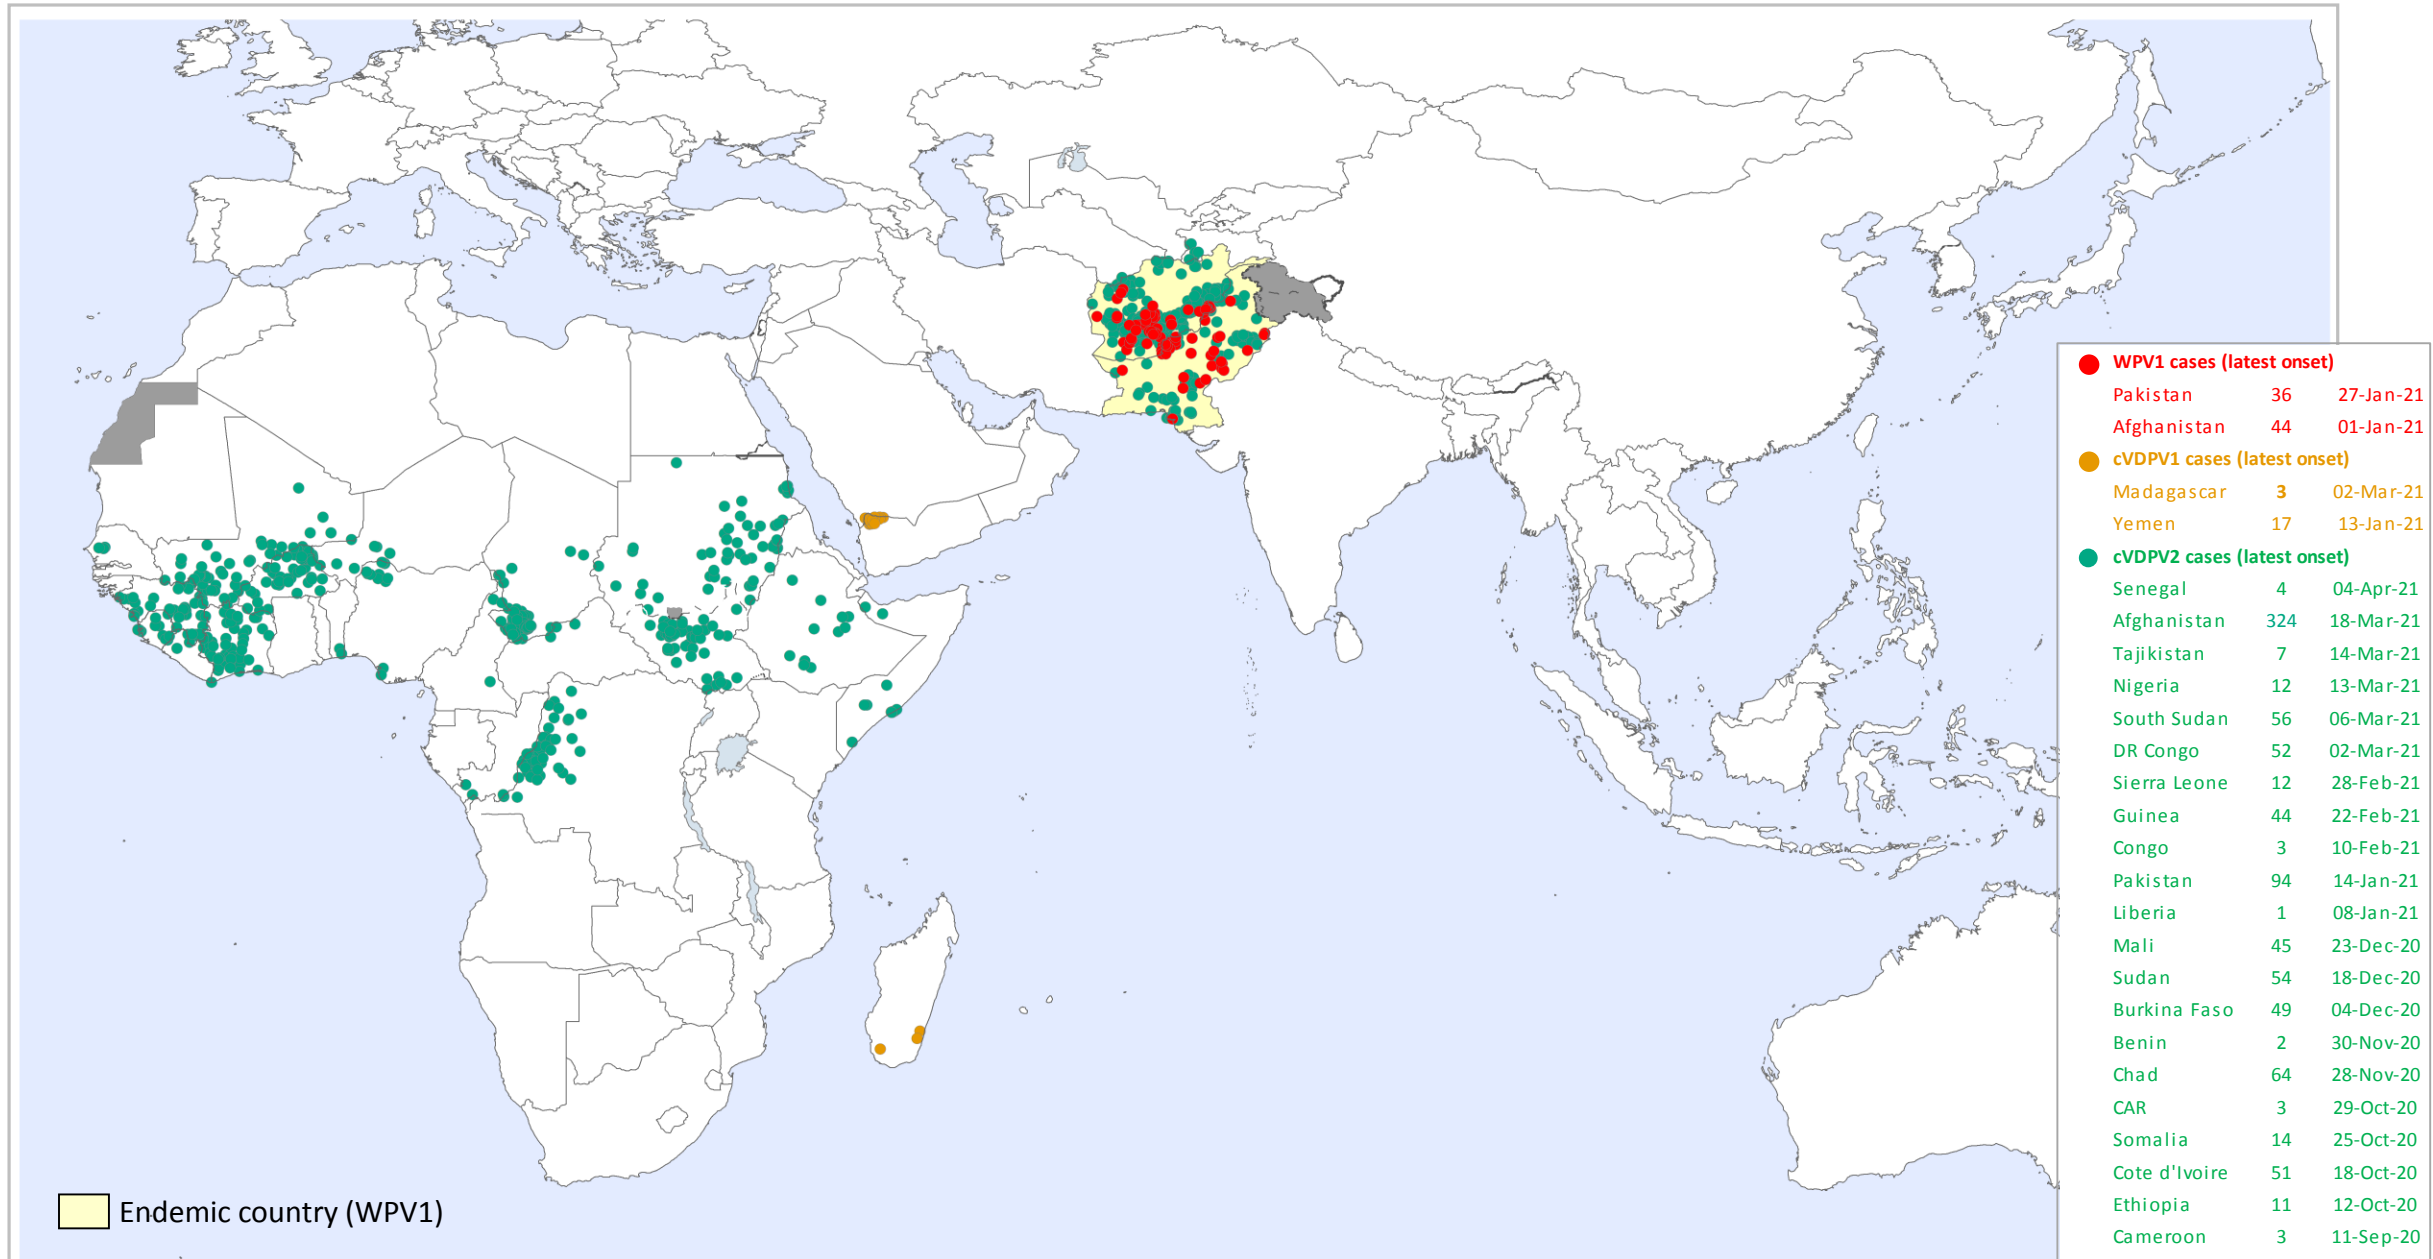 WPV1 cases (latest onset)
Pakistan 36 27-Jan-21
Afghanistan 44 01-Jan-21
cVDPV1 cases (latest onset)
Madagascar 3 02-Mar-21
Yemen 17 13-Jan-21
cVDPV2 cases (latest onset)
Senegal 4 04-Apr-21
Afghanistan 324 18-Mar-21
Tajikistan 7 14-Mar-21
Nigeria 12 13-Mar-21
South Sudan 56 06-Mar-21
DR Congo 52 02-Mar-21
Sierra Leone 12 28-Feb-21
Guinea 44 22-Feb-21
Congo 3 10-Feb-21
Pakistan 94 14-Jan-21
Liberia 1 08-Jan-21
Mali 45 23-Dec-20
Sudan 54 18-Dec-20
Burkina Faso 49 04-Dec-20
Benin 2 30-Nov-20
Chad 64 28-Nov-20
CAR 3 29-Oct-20
Somalia 14 25-Oct-20
Cote d'Ivoire 51 18-Oct-20
Ethiopia 11 12-Oct-20
Cameroon 3 11-Sep-20
Endemic country (WPV1)